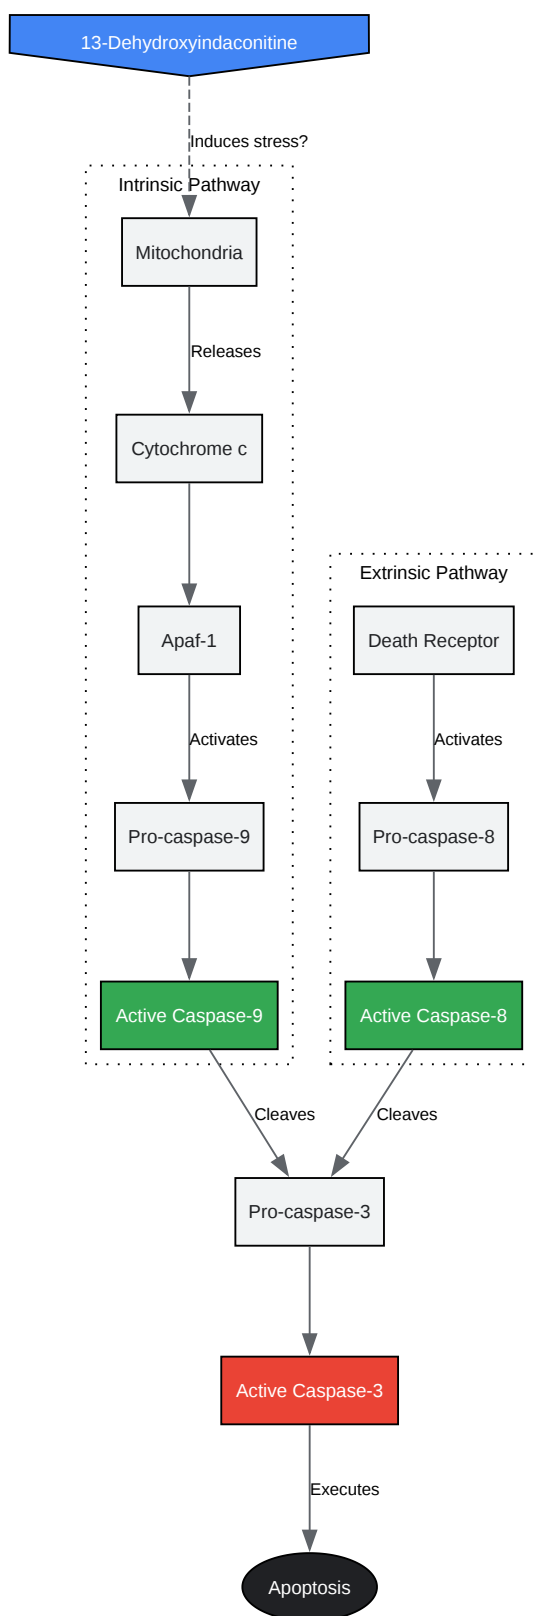 13-Dehydroxyindaconitine
Induces stress?
Intrinsic Pathway
Mitochondria
Releases
Cytochrome c
Extrinsic Pathway
Apaf-1
Death Receptor
Activates
Activates
Pro-caspase-9
Pro-caspase-8
Active Caspase-9
Active Caspase-8
Cleaves
Cleaves
Pro-caspase-3
Active Caspase-3
Executes
Apoptosis